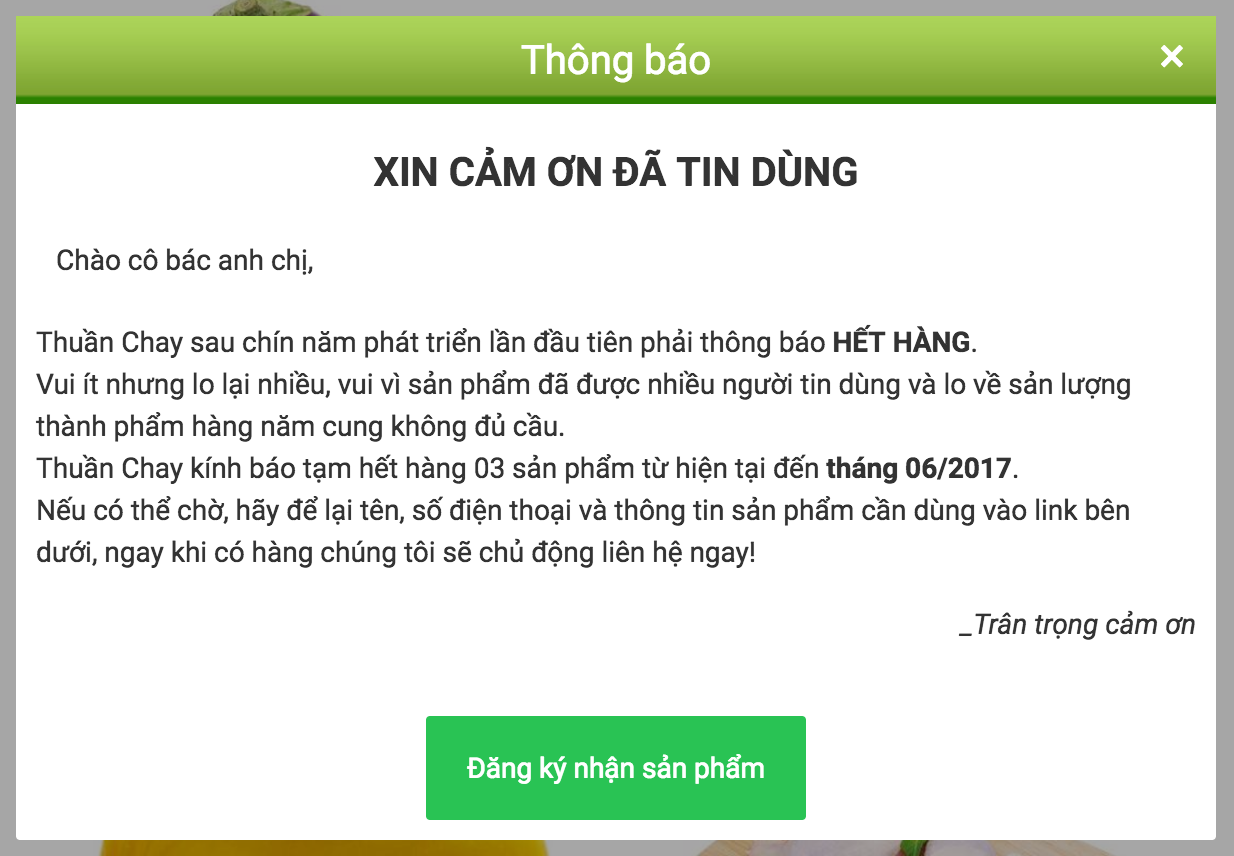 Thông báo
×
XIN CẢM ƠN ĐÃ TIN DÙNG
Chào cô bác anh chị,
Thuần Chay sau chín năm phát triển lần đầu tiên phải thông báo HẾT HÀNG.
Vui ít nhưng lo lại nhiều, vui vì sản phẩm đã được nhiều người tin dùng và lo về sản lượng
thành phẩm hàng năm cung không đủ cầu.
Thuần Chay kính báo tạm hết hàng 03 sản phẩm từ hiện tại đến tháng 06/2017.
Nếu có thể chờ, hãy để lại tên, số điện thoại và thông tin sản phẩm cần dùng vào link bên
dưới, ngay khi có hàng chúng tôi sẽ chủ động liên hệ ngay!
_Trân trọng cảm ơn
Đăng ký nhận sản phẩm